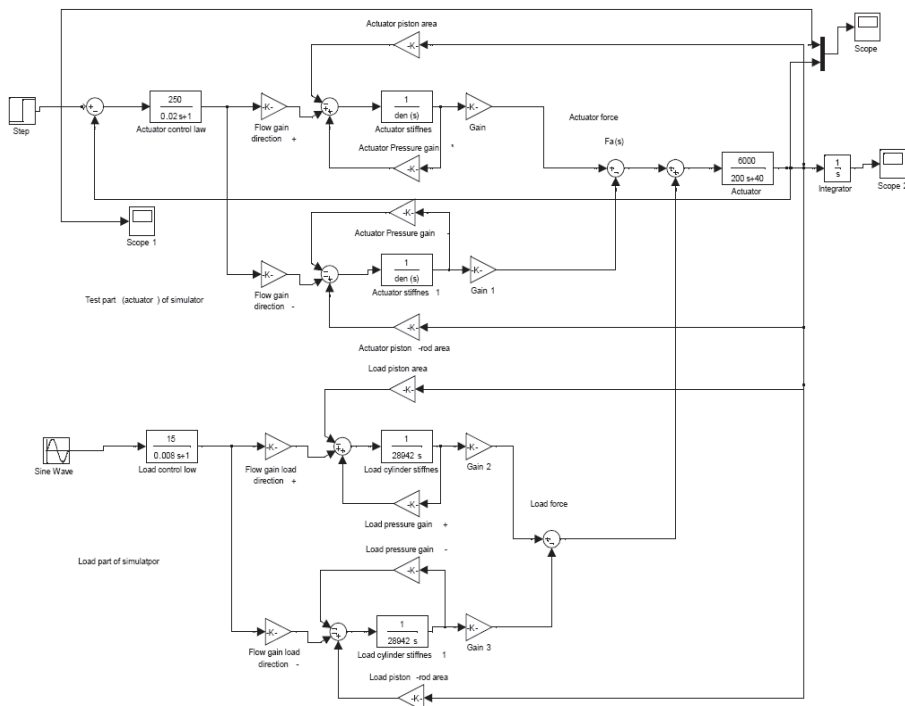 Actuator piston area
-K-
Scope
Step
250
0.02 s+1
Actuator control law
-K-
Flow gain
direction +
1
den (s)
Actuator stiffnes
-K-
Gain
Actuator Pressure gain +
-K-
Actuator force
Fa(s)
6000
200 s+40
Actuator
1
s
Integrator
Scope 2
Scope 1
-K-
Actuator Pressure gain -
-K-
Flow gain
direction -
1
den (s)
Actuator stiffnes 1
-K-
Gain 1
Test part (actuator ) of simulator
-K-
Actuator piston -rod area
Load piston area
-K-
Sine Wave
15
0.008 s+1
Load control low
-K-
Flow gain load
direction +
1
28942 s
Load cylinder stiffnes
-K-
Gain 2
-K-
Load pressure gain +
Load force
Load pressure gain -
-K-
Load part of simulatpor
-K-
Flow gain load
direction -
1
28942 s
Load cylinder stiffnes 1
-K-
Gain 3
Load piston -rod area
-K-